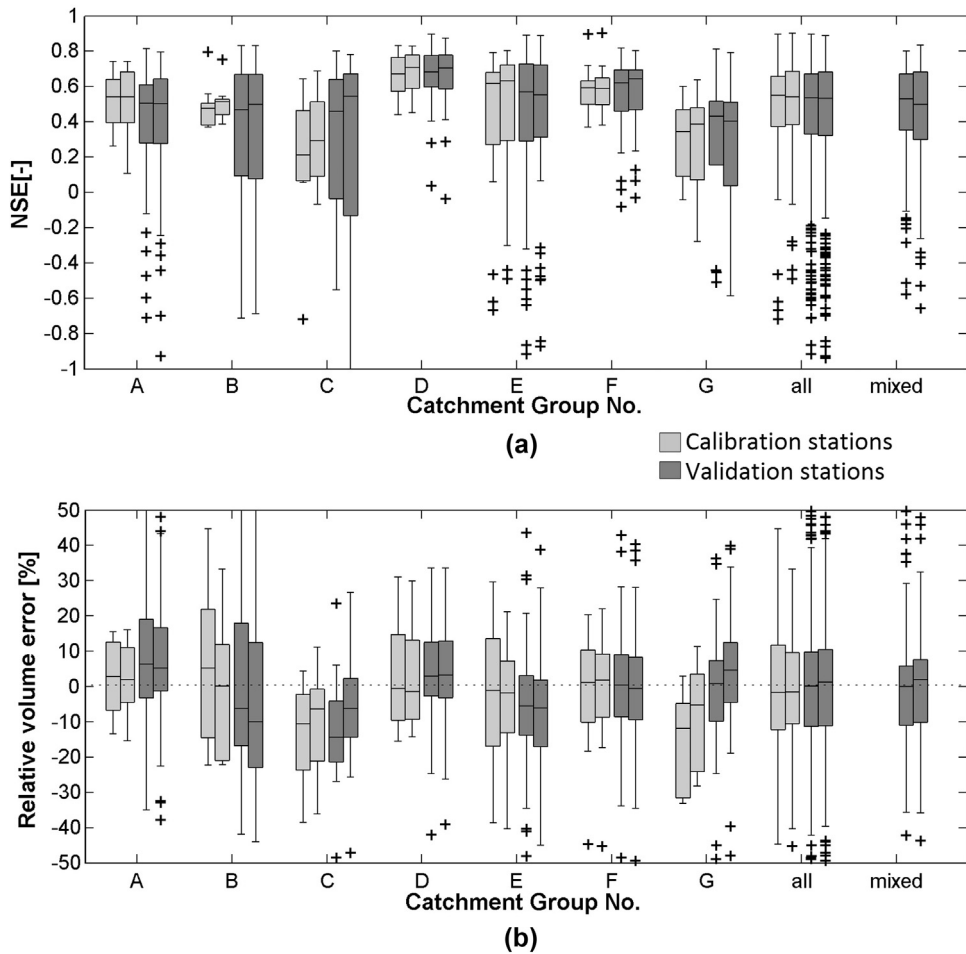 1
0.8
0.6
0.4
0.2
0
-0.2
-0.4
-0.6
-0.8
-1
NSE[-]
A B C D E F G all mixed
Catchment Group No.
(a)
Calibration stations
Validation stations
50
40
30
20
10
0
-10
-20
-30
-40
-50
Relative volume error [%]
A B C D E F G all mixed
Catchment Group No.
(b)